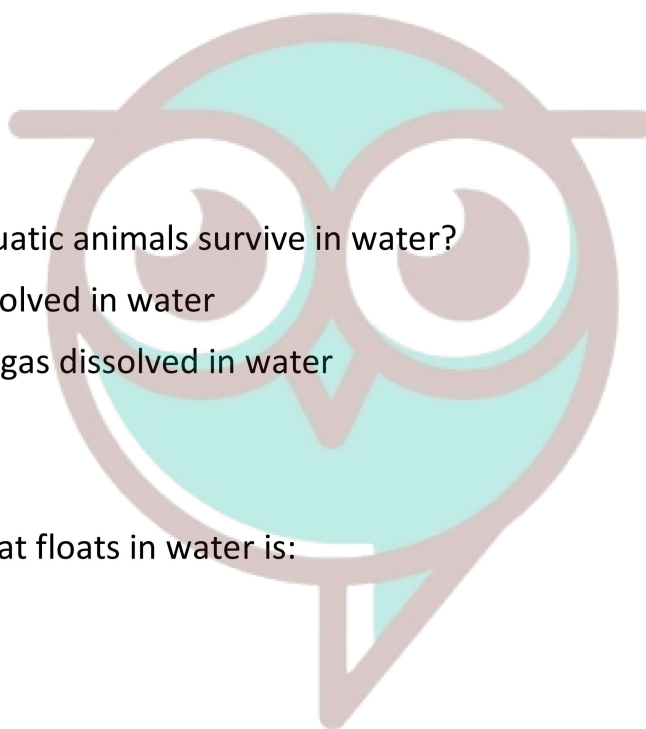 uatic animals survive in water?
olved in water
gas dissolved in water
at floats in water is: